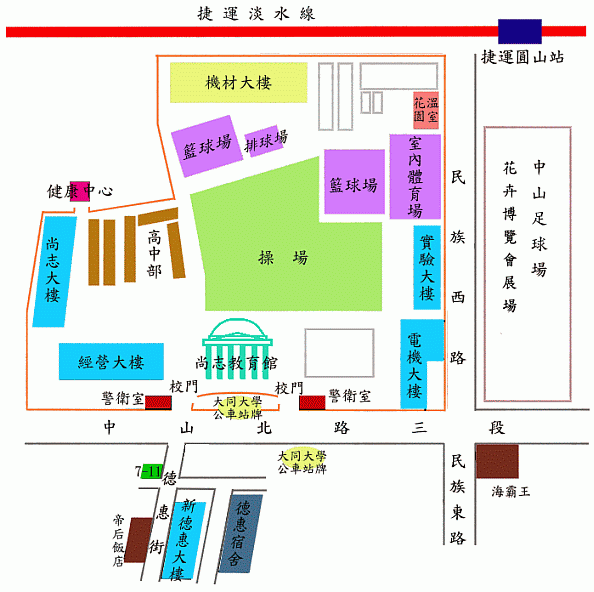 捷運淡水線
捷運圓山站
機材大樓
溫室
花園
籃球場
排球場
籃球場
室內體育場
健康中心
民族西路
中山足球場
花卉博覽會展場
尚志大樓
高中部
操場
實驗大樓
尚志教育館
經營大樓
電機大樓
校門
校門
警衛室
大同大學
公車站牌
警衛室
中山北路三段
大同大學
公車站牌
7-11
德惠街
民族東路
海霸王
帝后飯店
新德惠大樓
德惠宿舍